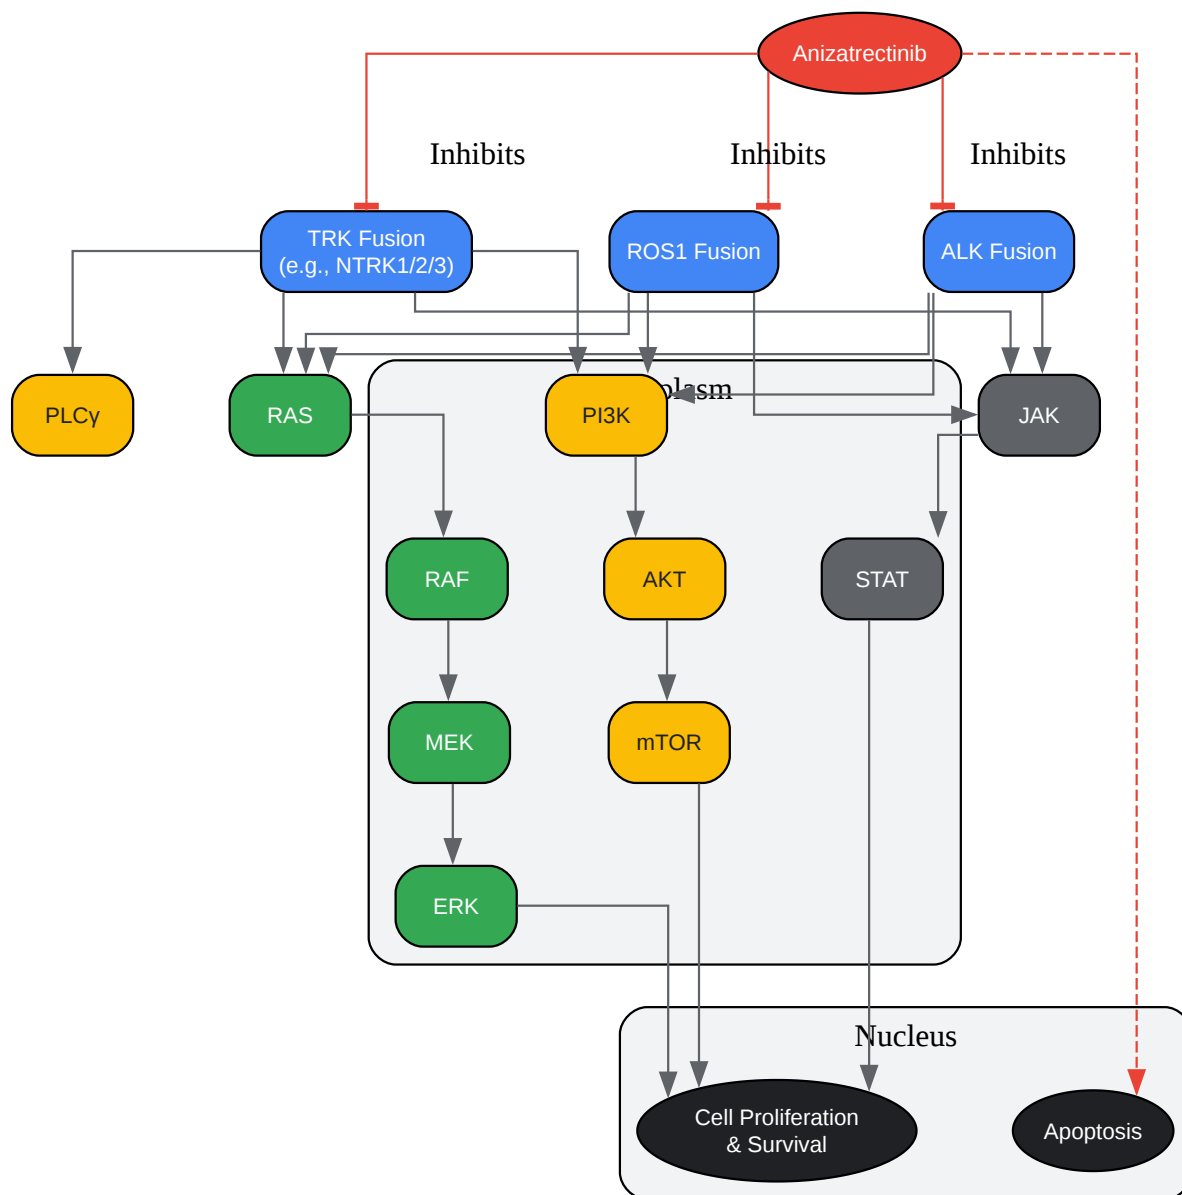 Anizatrectinib
Inhibits
Inhibits
Inhibits
TRK Fusion
(e.g., NTRK1/2/3)
ROS1 Fusion
ALK Fusion
PLCγ
RAS
PI3K
JAK
RAF
AKT
STAT
MEK
mTOR
ERK
Nucleus
Cell Proliferation
& Survival
Apoptosis